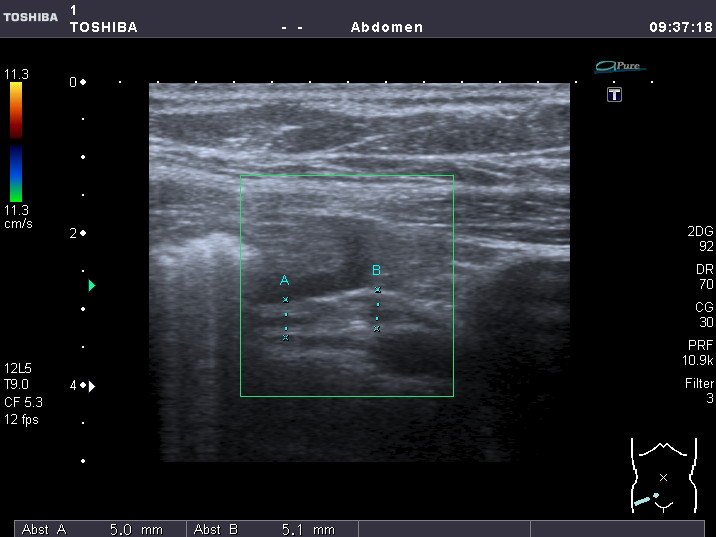 TOSHIBA
1
TOSHIBA
- -
Abdomen
09:37:18
Pure
T
11.3
11.3
cm/s
0
2
4
A
B
2DG
92
DR
70
CG
30
PRF
10.9k
Filter
3
12L5
T9.0
CF 5.3
12 fps
Abst A 5.0 mm
Abst B 5.1 mm